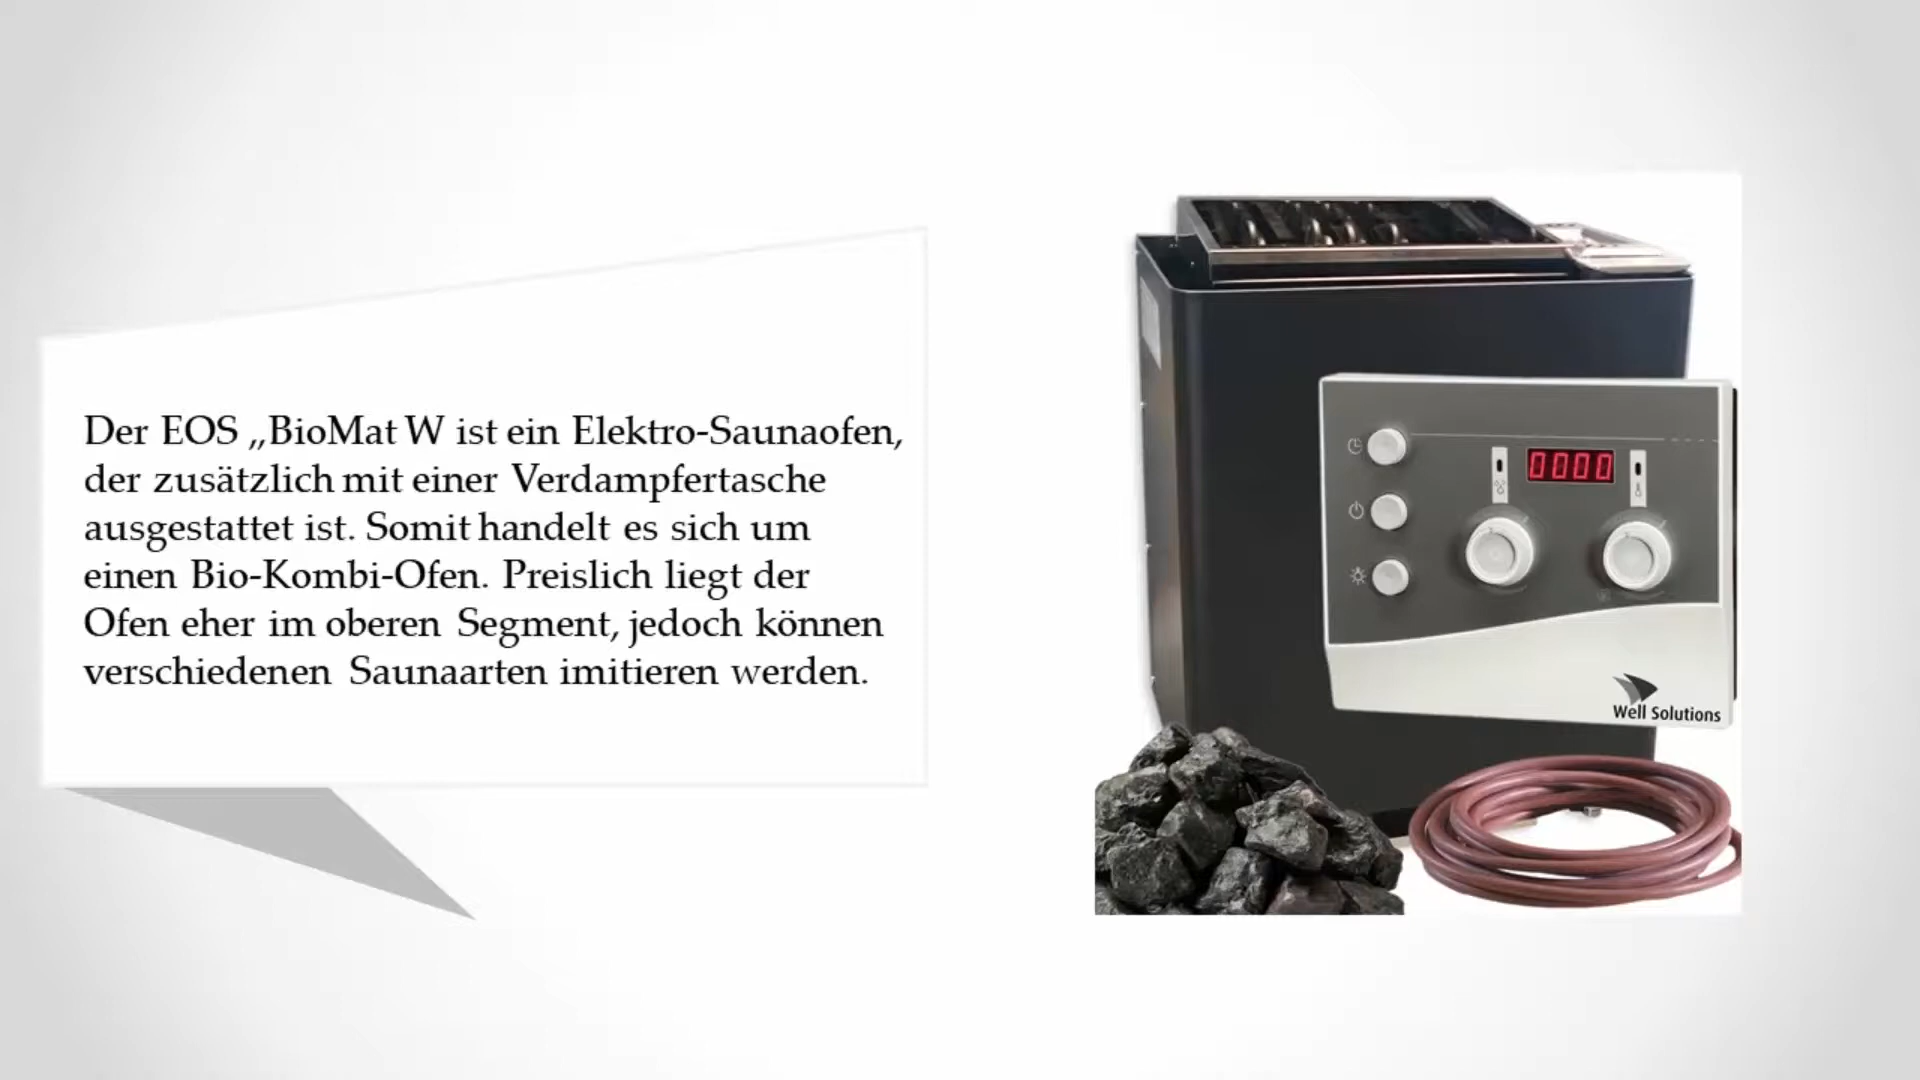 Der EOS „BioMat W ist ein Elektro-Saunaofen,
der zusätzlich mit einer Verdampfertasche
ausgestattet ist. Somit handelt es sich um
einen Bio-Kombi-Ofen. Preislich liegt der
Ofen eher im oberen Segment, jedoch können
verschiedenen Saunaarten imitieren werden.
0000
Well Solutions